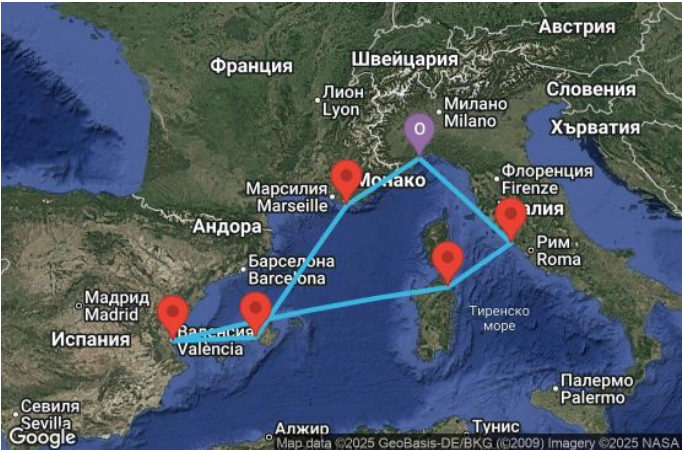 Австрия
Франция
Швейцария
Словения
Лион
Lyon
Милано
Milano
Хърватия
O
Флоренция
Firenze
Марсилия
Marseille
Монако
Италия
Андора
Рим
Roma
Барселона
Barcelona
Мадрид
Madrid
Тиренско
море
Испания
Валенсия
València
Палермо
Palermo
Севиля
Sevilla
Google
Алжир
Тунис
Map data ©2025 GeoBasis-DE/BKG (©2009) Imagery ©2025 NASA